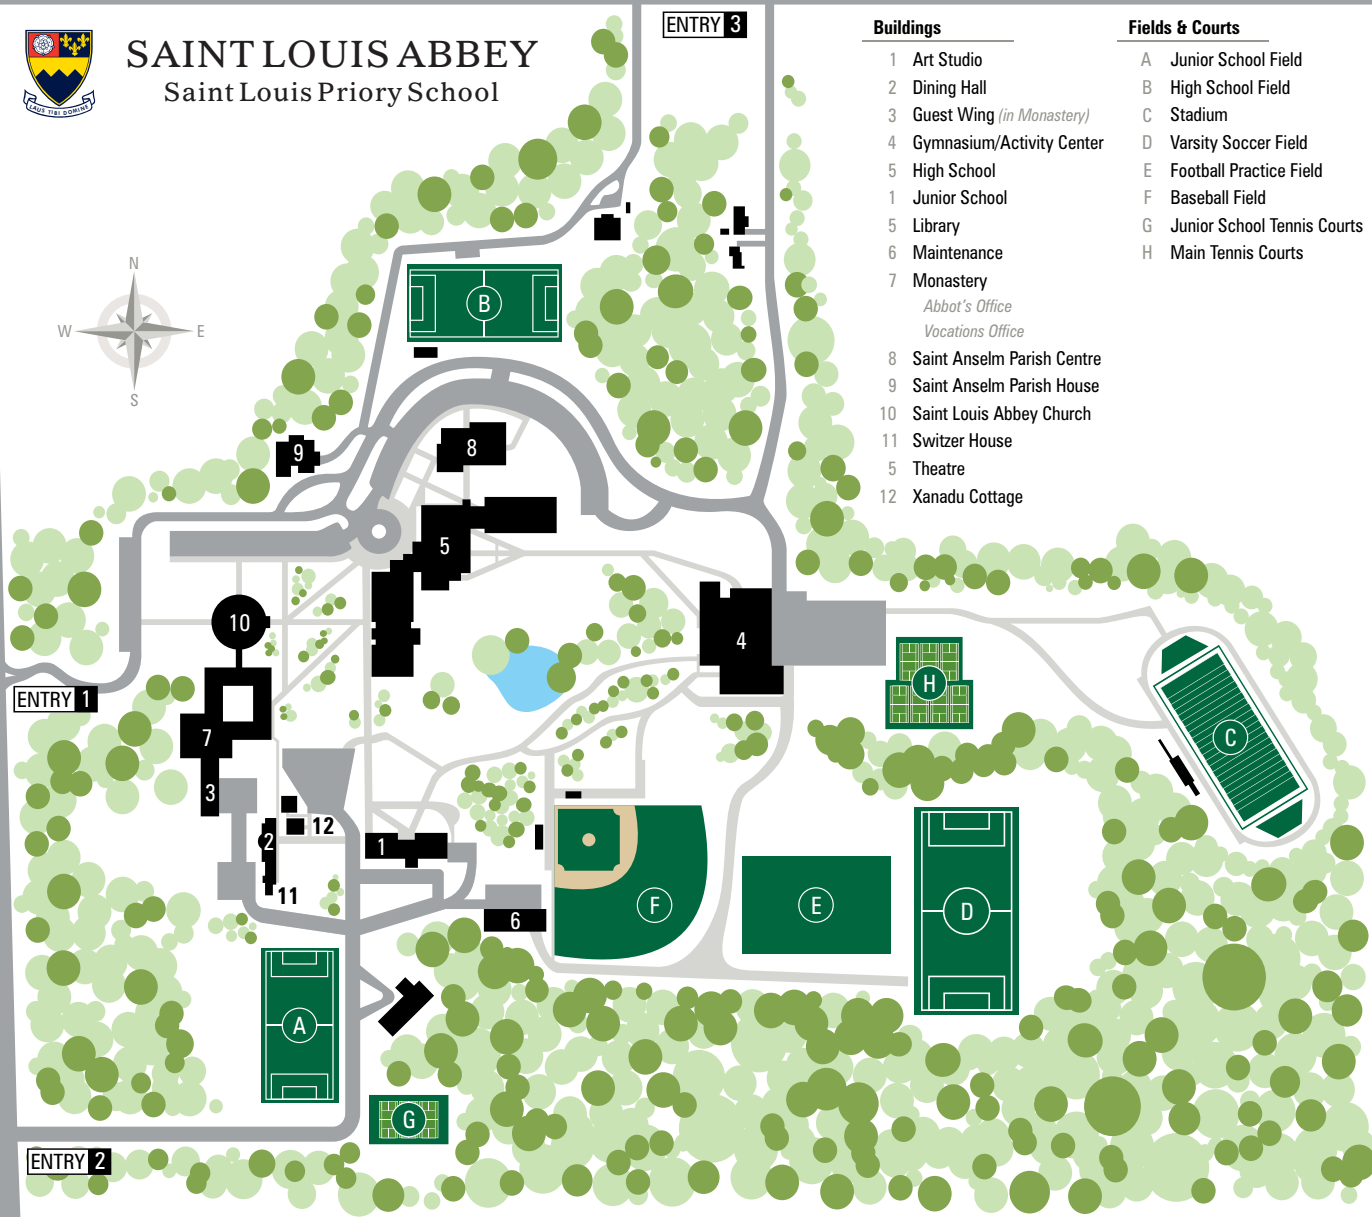 SAINT LOUIS ABBEY
Saint Louis Priory School
LAUS TIBI DOMINE
ENTRY 3
Buildings
1 Art Studio
2 Dining Hall
3 Guest Wing (in Monastery)
4 Gymnasium/Activity Center
5 High School
1 Junior School
5 Library
6 Maintenance
7 Monastery
Abbot's Office
Vocations Office
8 Saint Anselm Parish Centre
9 Saint Anselm Parish House
10 Saint Louis Abbey Church
11 Switzer House
5 Theatre
12 Xanadu Cottage
Fields & Courts
A Junior School Field
B High School Field
C Stadium
D Varsity Soccer Field
E Football Practice Field
F Baseball Field
G Junior School Tennis Courts
H Main Tennis Courts
N
W E
S
B
8
9
5
10
4
H
ENTRY 1
7
C
3
12
2
1
11
F
E
D
6
A
G
ENTRY 2